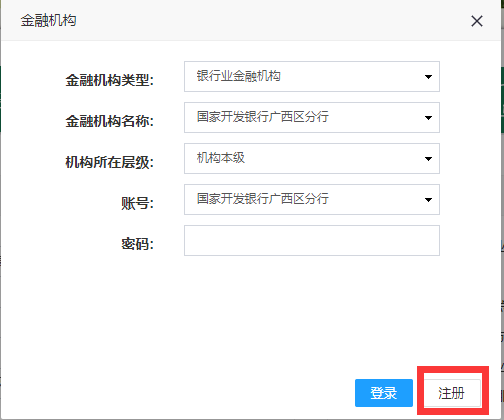 金融机构
金融机构类型： 银行业金融机构
金融机构名称： 国家开发银行广西区分行
机构所在层级： 机构本级
账号： 国家开发银行广西区分行
密码：
登录 注册